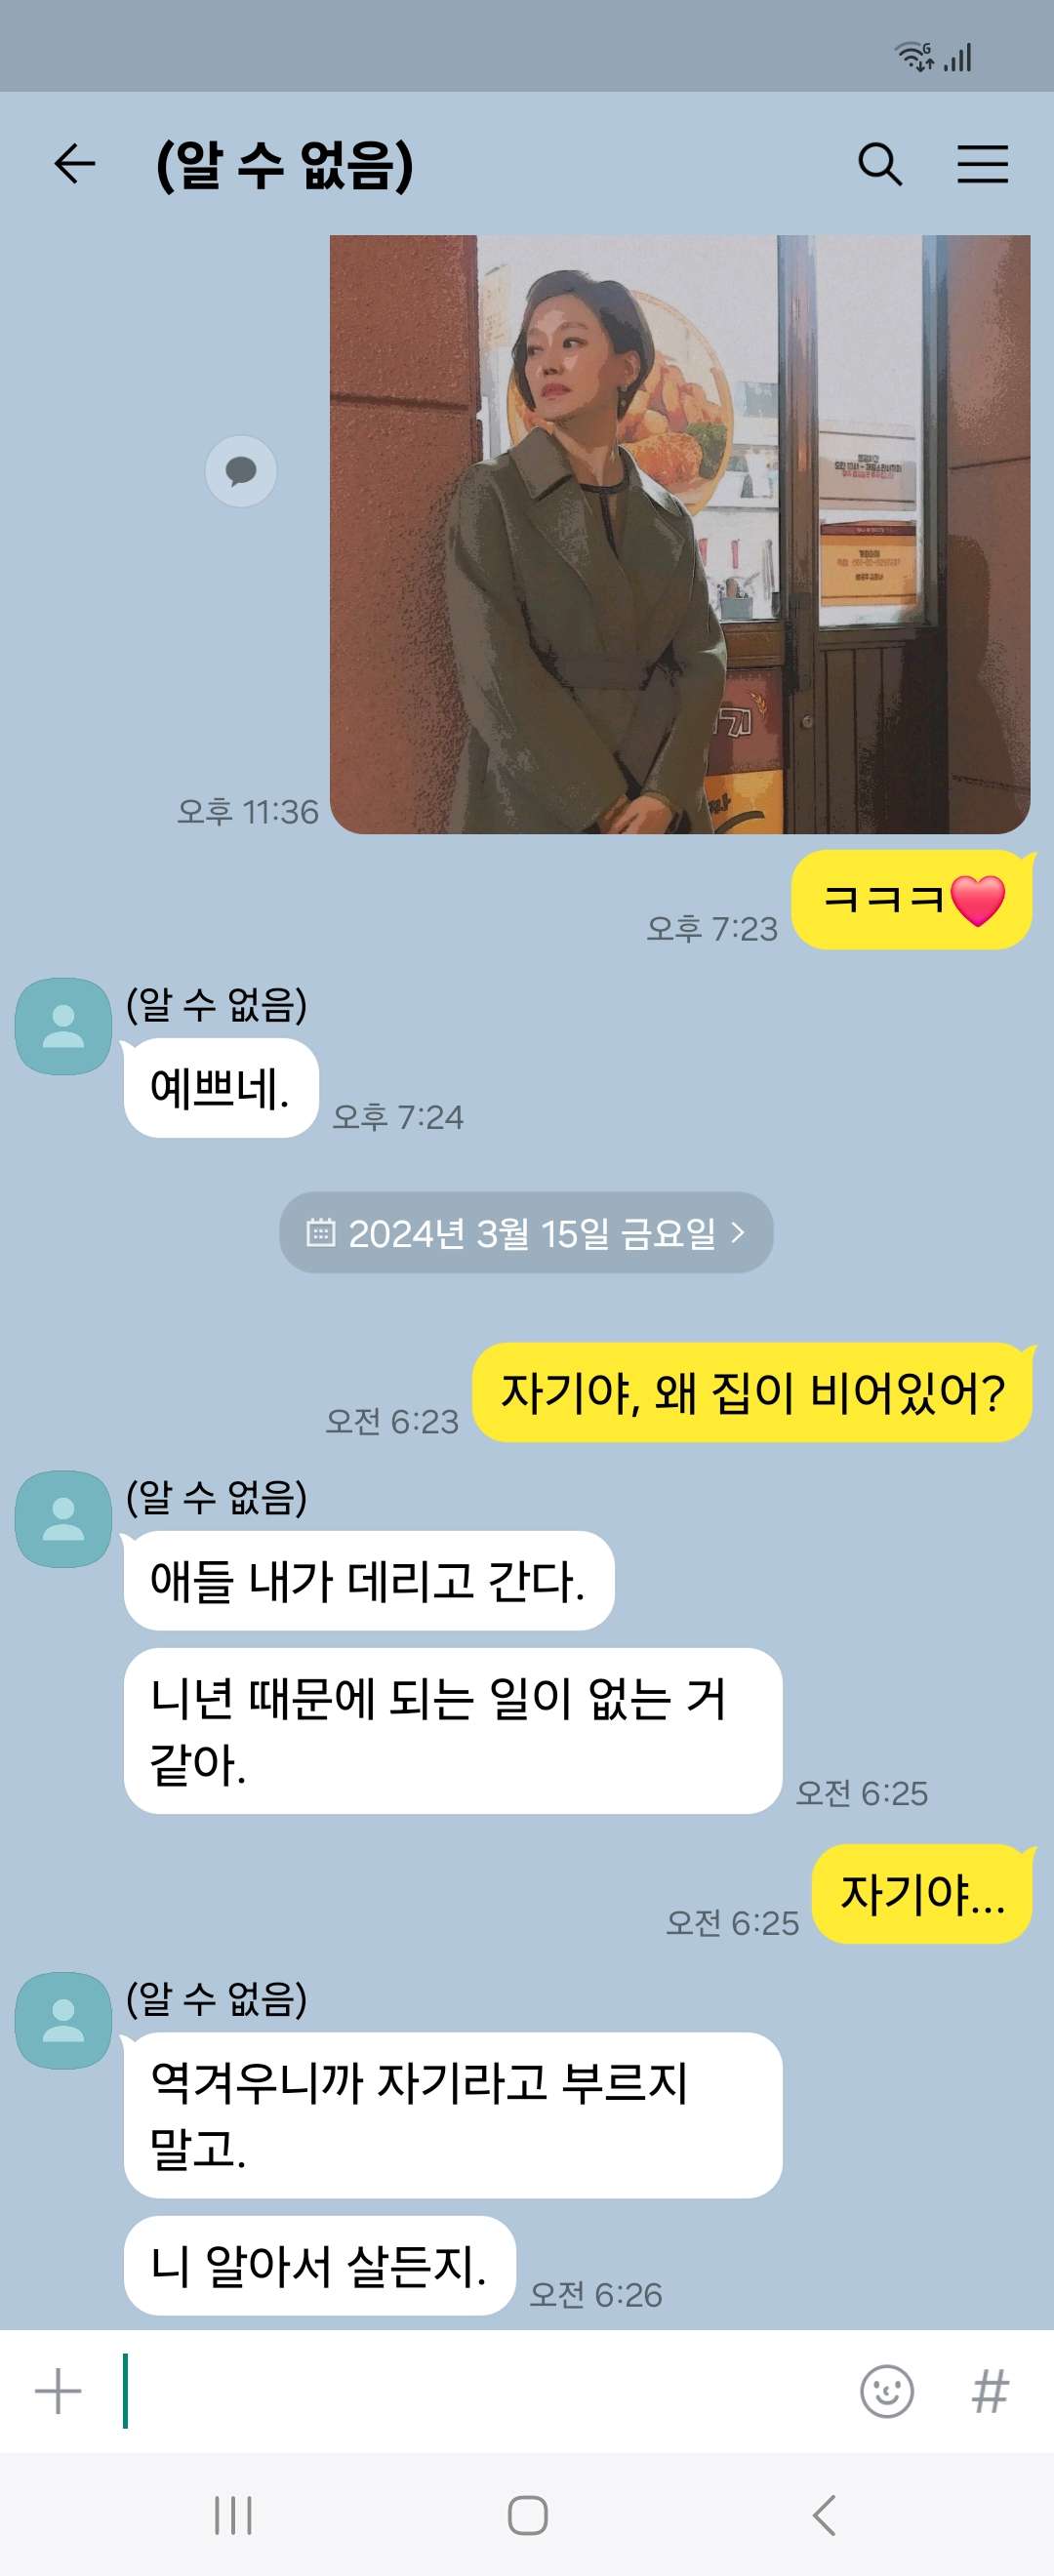 (알 수 없음)
오후 11:36
ㅋㅋㅋ❤️
오후 7:23
(알 수 없음)
예쁘네.
오후 7:24
2024년 3월 15일 금요일 >
자기야, 왜 집이 비어있어?
오전 6:23
(알 수 없음)
애들 내가 데리고 간다.
니년 때문에 되는 일이 없는 거
같아.
오전 6:25
자기야...
오전 6:25
(알 수 없음)
역겨우니까 자기라고 부르지
말고.
니 알아서 살든지.
오전 6:26
#